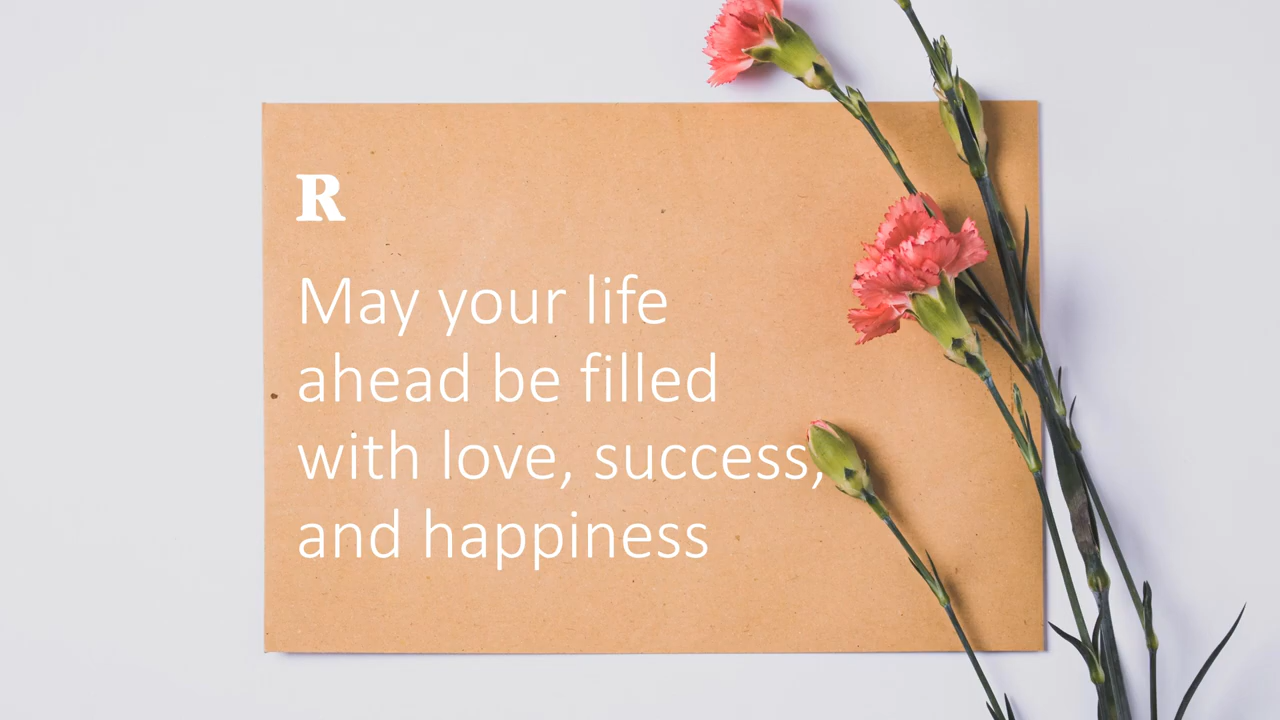 R
May your life
ahead be filled
with love, success,
and happiness